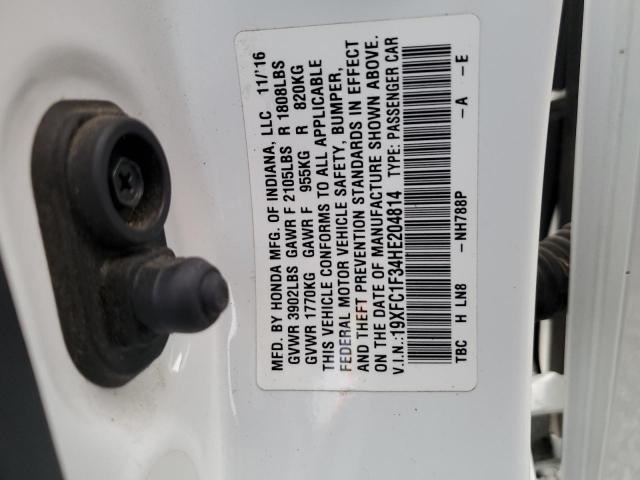 MFD. BY HONDA MFG. OF INDIANA, LLC 11/'16
GVWR 3902LBS GAWR F 2105LBS R 1808LBS
GVWR 1770KG GAWR F 955KG R 820KG
THIS VEHICLE CONFORMS TO ALL APPLICABLE
FEDERAL MOTOR VEHICLE SAFETY, BUMPER,
AND THEFT PREVENTION STANDARDS IN EFFECT
ON THE DATE OF MANUFACTURE SHOWN ABOVE.
V.I.N.: 19XFC1F34HE204814 TYPE: PASSENGER CAR
TBC H LN8 -NH788P -A -E